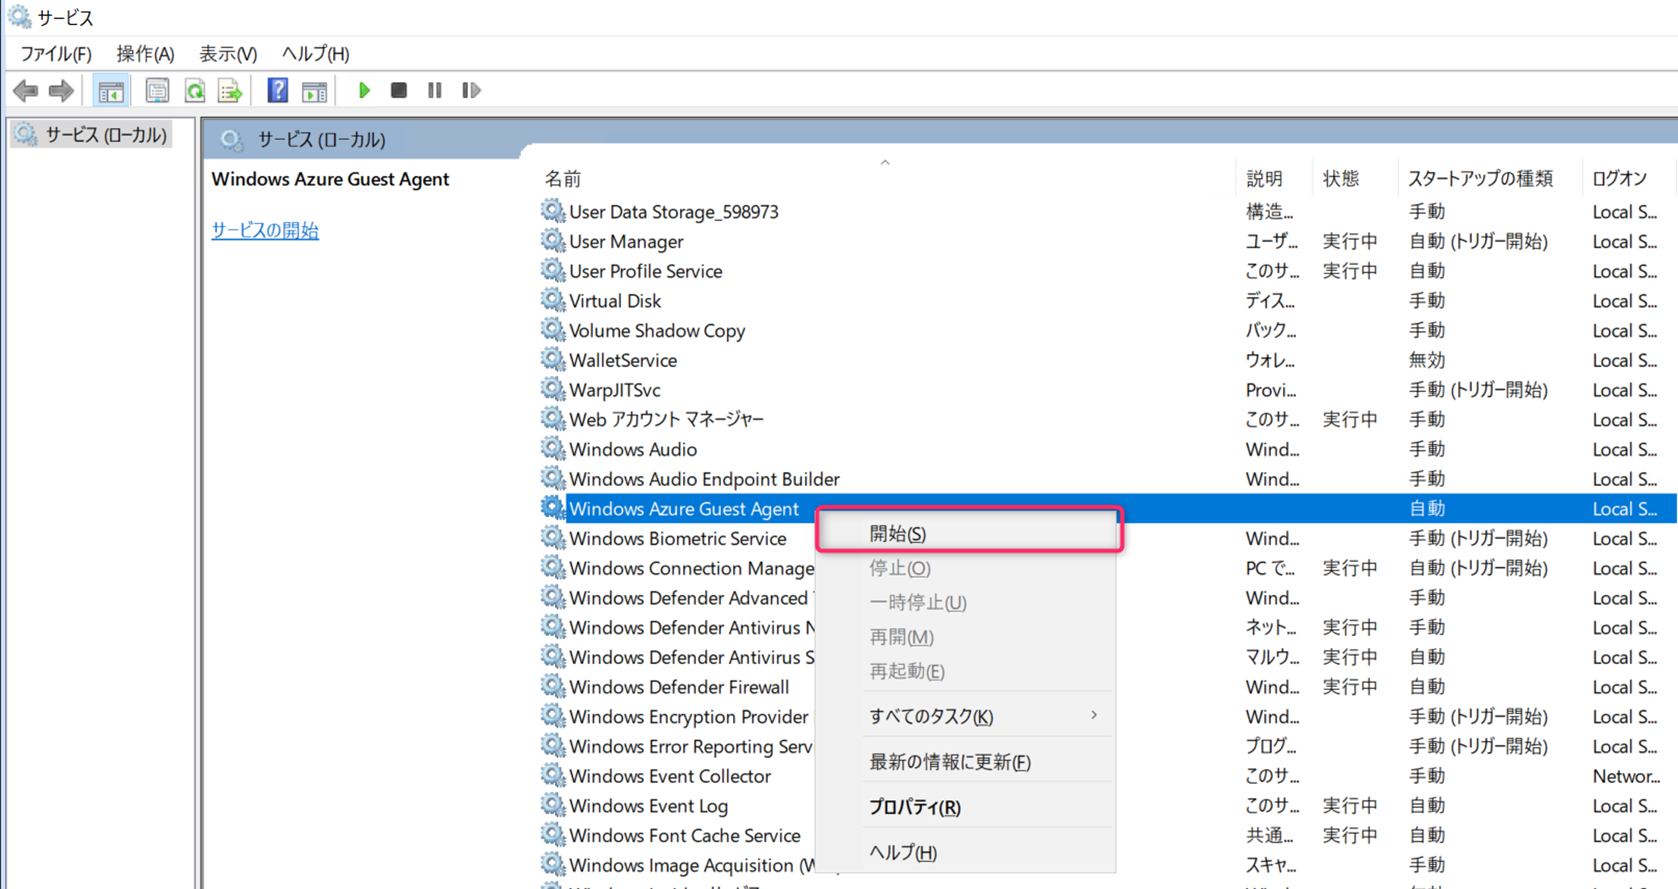 サービス
ファイル(F) 操作(A) 表示(V) ヘルプ(H)
サービス (ローカル)
サービス (ローカル)
Windows Azure Guest Agent
サービスの開始
名前 説明 状態 スタートアップの種類 ログオン
User Data Storage_598973 構造... 手動 Local S...
User Manager ユーザ... 実行中 自動 (トリガー開始) Local S...
User Profile Service このサ... 実行中 自動 Local S...
Virtual Disk ディス... 手動 Local S...
Volume Shadow Copy バック... 手動 Local S...
WalletService ウォレ... 無効 Local S...
WarpJITSvc Provi... 手動 (トリガー開始) Local S...
Web アカウント マネージャー このサ... 実行中 手動 Local S...
Windows Audio Wind... 手動 Local S...
Windows Audio Endpoint Builder Wind... 手動 Local S...
Windows Azure Guest Agent 自動 Local S...
Windows Biometric Service Wind... 手動 (トリガー開始) Local S...
Windows Connection Manage PC で... 実行中 自動 (トリガー開始) Local S...
Windows Defender Advanced Wind... 手動 Local S...
Windows Defender Antivirus N ネット... 実行中 手動 Local S...
Windows Defender Antivirus S マルウ... 実行中 自動 Local S...
Windows Defender Firewall Wind... 実行中 自動 Local S...
Windows Encryption Provider Wind... 手動 (トリガー開始) Local S...
Windows Error Reporting Servi プログ... 手動 (トリガー開始) Local S...
Windows Event Collector このサ... 手動 Networ...
Windows Event Log このサ... 実行中 自動 Local S...
Windows Font Cache Service 共通... 実行中 自動 Local S...
Windows Image Acquisition (W スキャ... 手動 Local S...
開始(S)
停止(O)
一時停止(U)
再開(M)
再起動(E)
すべてのタスク(K)
最新の情報に更新(F)
プロパティ(R)
ヘルプ(H)